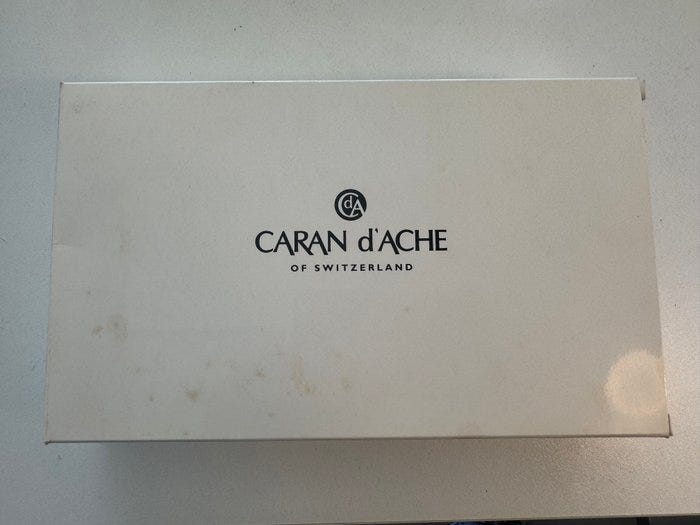 CdA
CARAN d'ACHE
OF SWITZERLAND